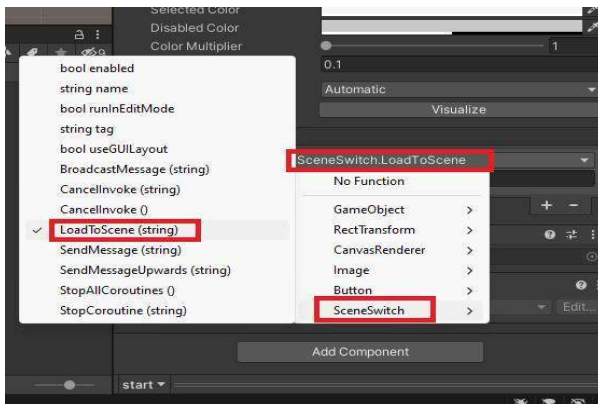 Selected Color
Disabled Color
Color Multiplier
1
9
0.1
Automatic
Visualize
bool enabled
string name
bool runInEditMode
string tag
bool useGUILayout
BroadcastMessage (string)
CancelInvoke (string)
CancelInvoke ()
LoadToScene (string)
SendMessage (string)
SendMessageUpwards (string)
StopAllCoroutines ()
StopCoroutine (string)
SceneSwitch.LoadToScene
No Function
GameObject
RectTransform
CanvasRenderer
Image
Button
SceneSwitch
Edit...
Add Component
start